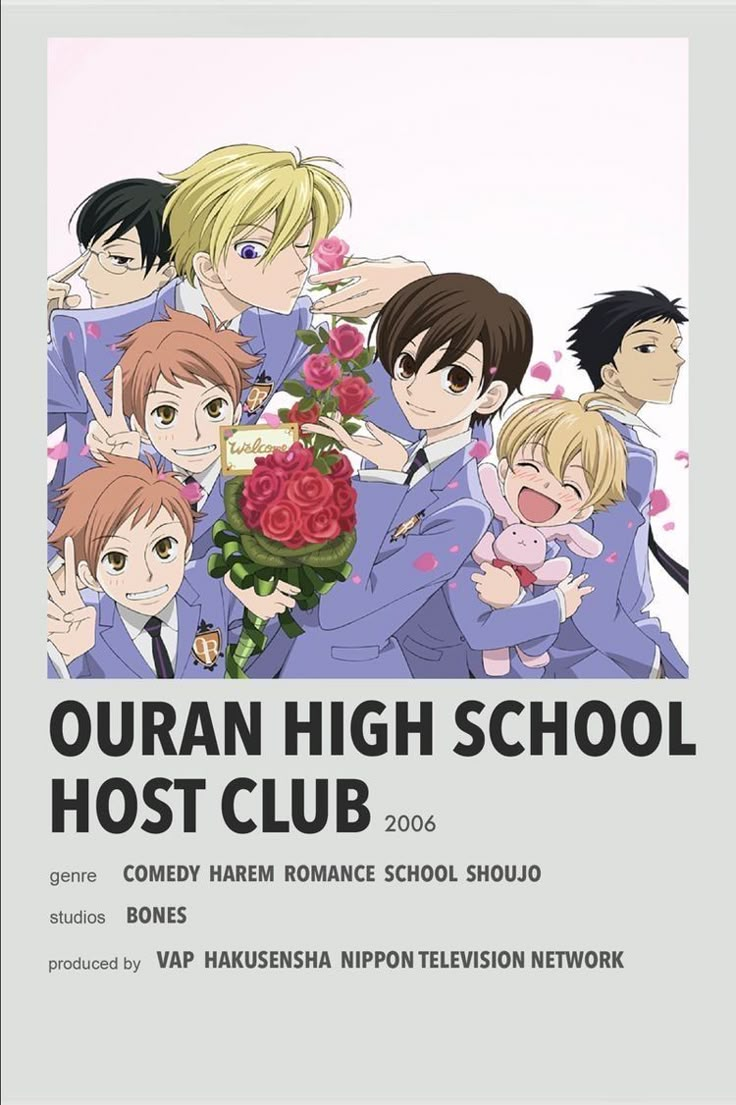 Welcome
OURAN HIGH SCHOOL
HOST CLUB 2006
genre COMEDY HAREM ROMANCE SCHOOL SHOUJO
studios BONES
produced by VAP HAKUSENSHA NIPPON TELEVISION NETWORK